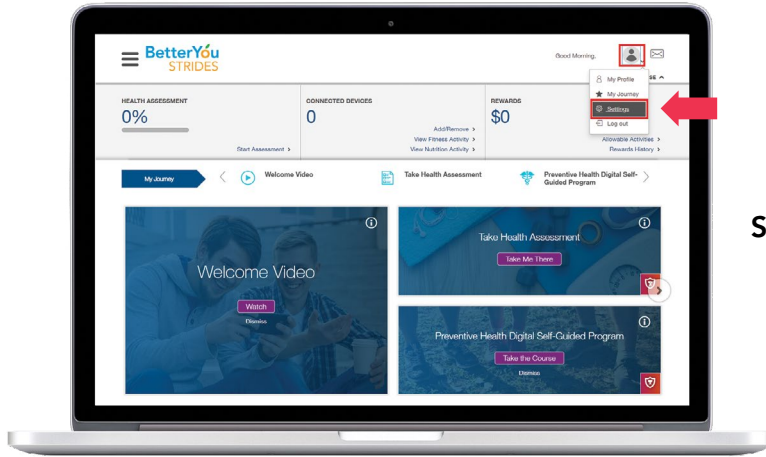 BetterYóu
STRIDES
Good Morning,
My Profile
My Journey
Settings
Log out
HEALTH ASSESSMENT
0%
Start Assessment >
CONNECTED DEVICES
0
Add/Remove >
View Fitness Activity >
View Nutrition Activity >
REWARDS
$0
Allowable Activities >
Rewards History >
My Journey
Welcome Video
Take Health Assessment
Preventive Health Digital Self-
Guided Program
Welcome Video
Watch
Dismiss
Take Health Assessment
Take Me There
Preventive Health Digital Self-Guided Program
Take the Course
Dismiss
S